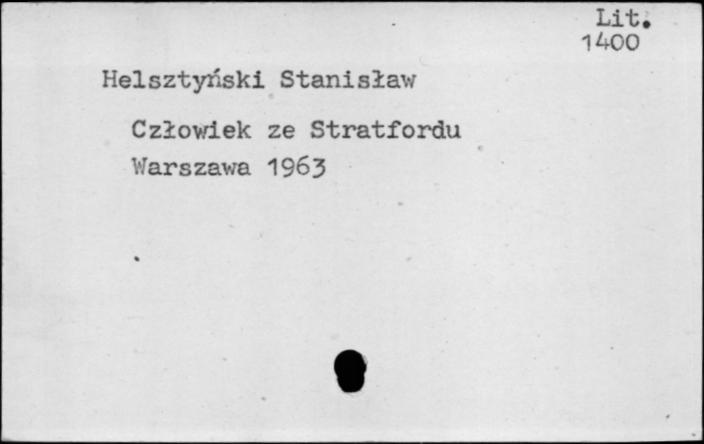 Lit.
1400
Helsztyński Stanisław
Człowiek ze Stratfordu
Warszawa 1963